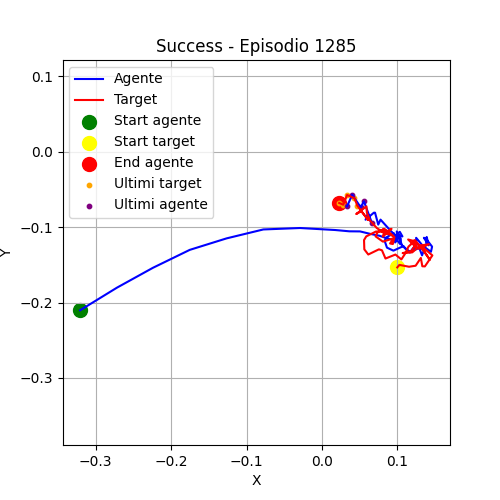 Success - Episodio 1285
Agente
Target
Start agente
Start target
End agente
Ultimi target
Ultimi agente
0.1
0.0
−0.1
−0.2
−0.3
Y
−0.3
−0.2
−0.1
0.0
0.1
X